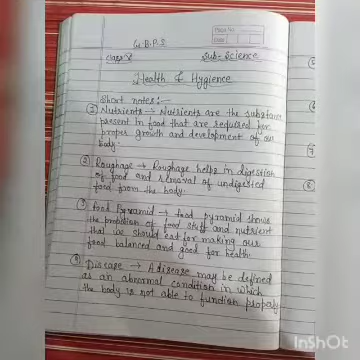 G.B.P.S
Class 5 Sub- Science
Health & Hygiene
Short notes:-
① Nutrients → Nutrients are the substance
present in food that are required for
proper growth and development of our
body.
② Roughage → Roughage helps in digestion
of food and removal of undigested
food from the body.
③ Food Pyramid → food pyramid shows
the proportion of food stuff and nutrient
that we should eat for making our
food balanced and good for health.
④ Disease → A disease may be defined
as an abnormal condition in which
the body is not able to function properly
YouShorts